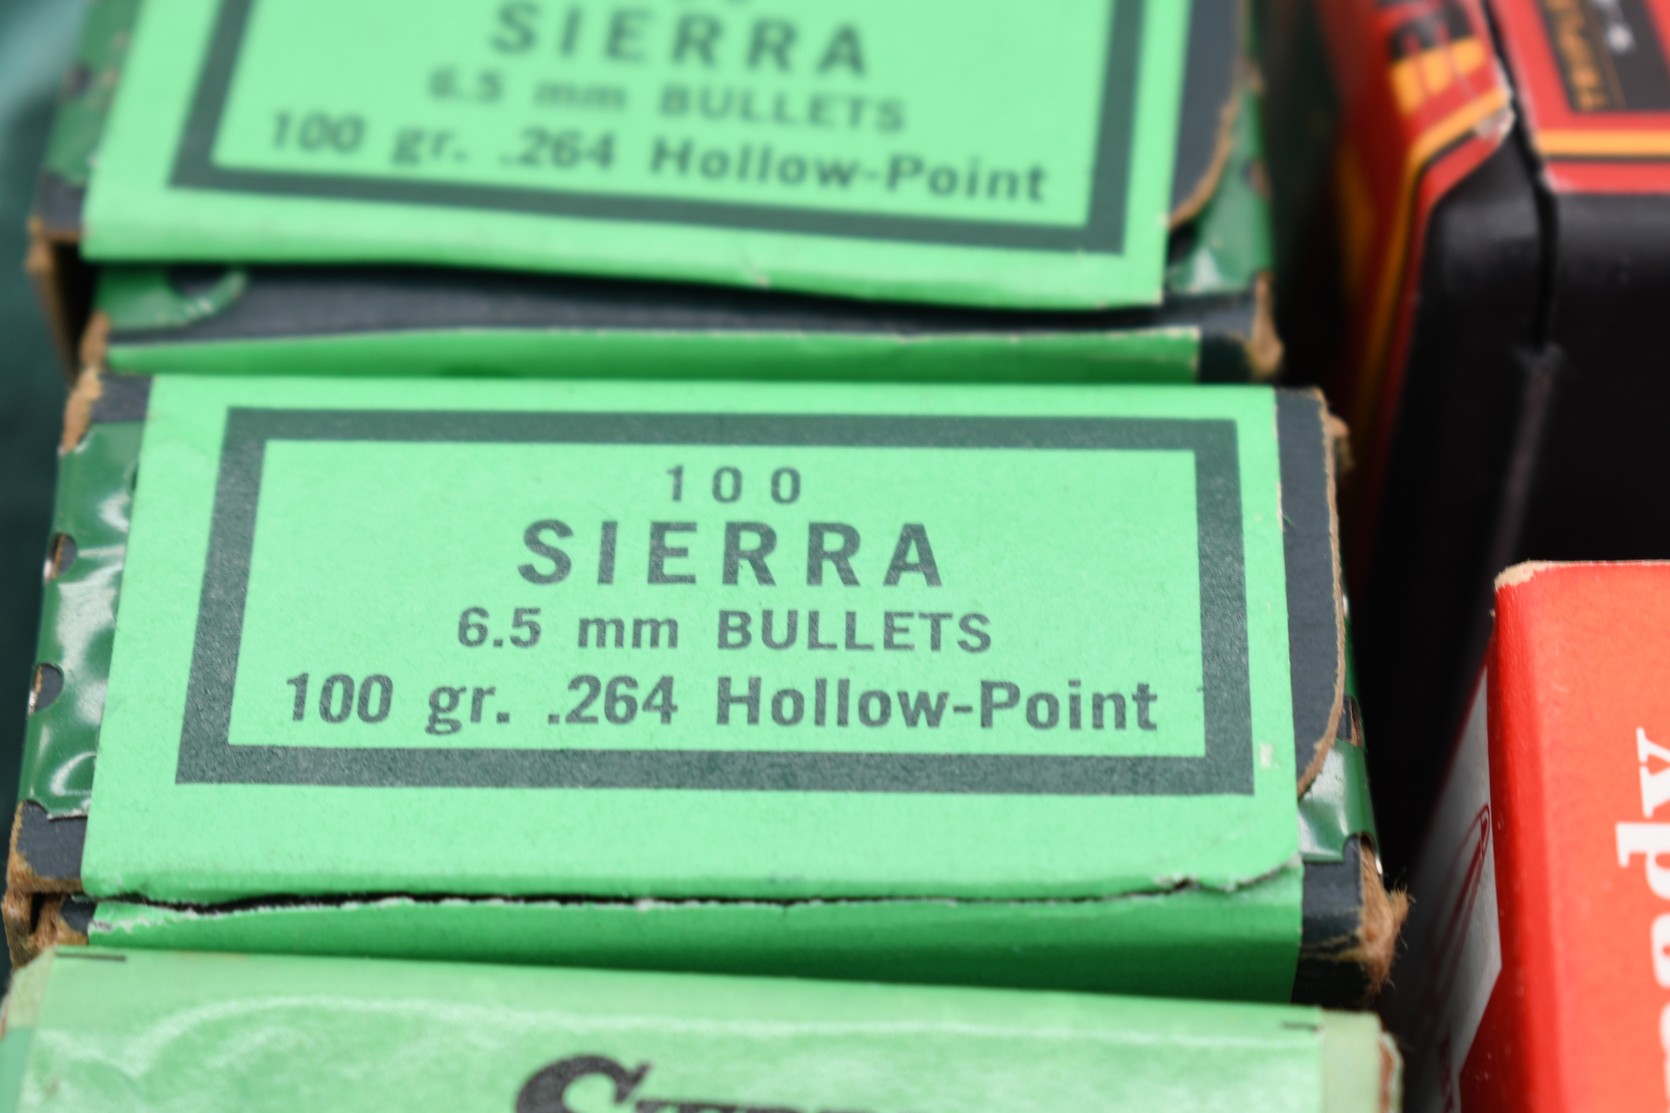 SIERRA
6.5 mm BULLETS
100 gr. .264 Hollow-Point
100
SIERRA
6.5 mm BULLETS
100 gr. .264 Hollow-Point